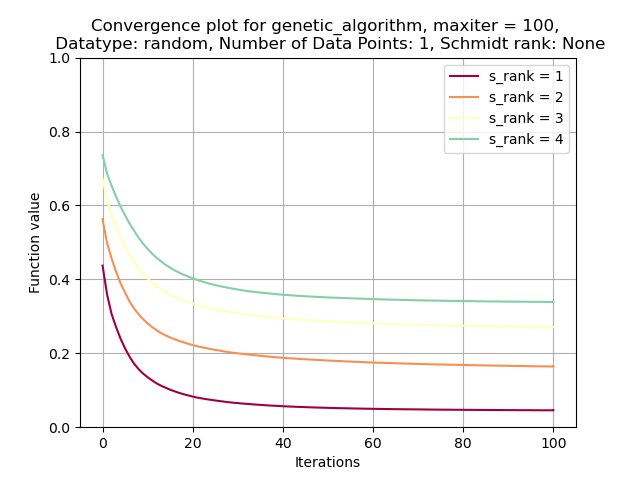 Convergence plot for genetic_algorithm, maxiter = 100,
Datatype: random, Number of Data Points: 1, Schmidt rank: None
1.0
0.8
0.6
0.4
0.2
0.0
Function value
s_rank = 1
s_rank = 2
s_rank = 3
s_rank = 4
0 20 40 60 80 100
Iterations